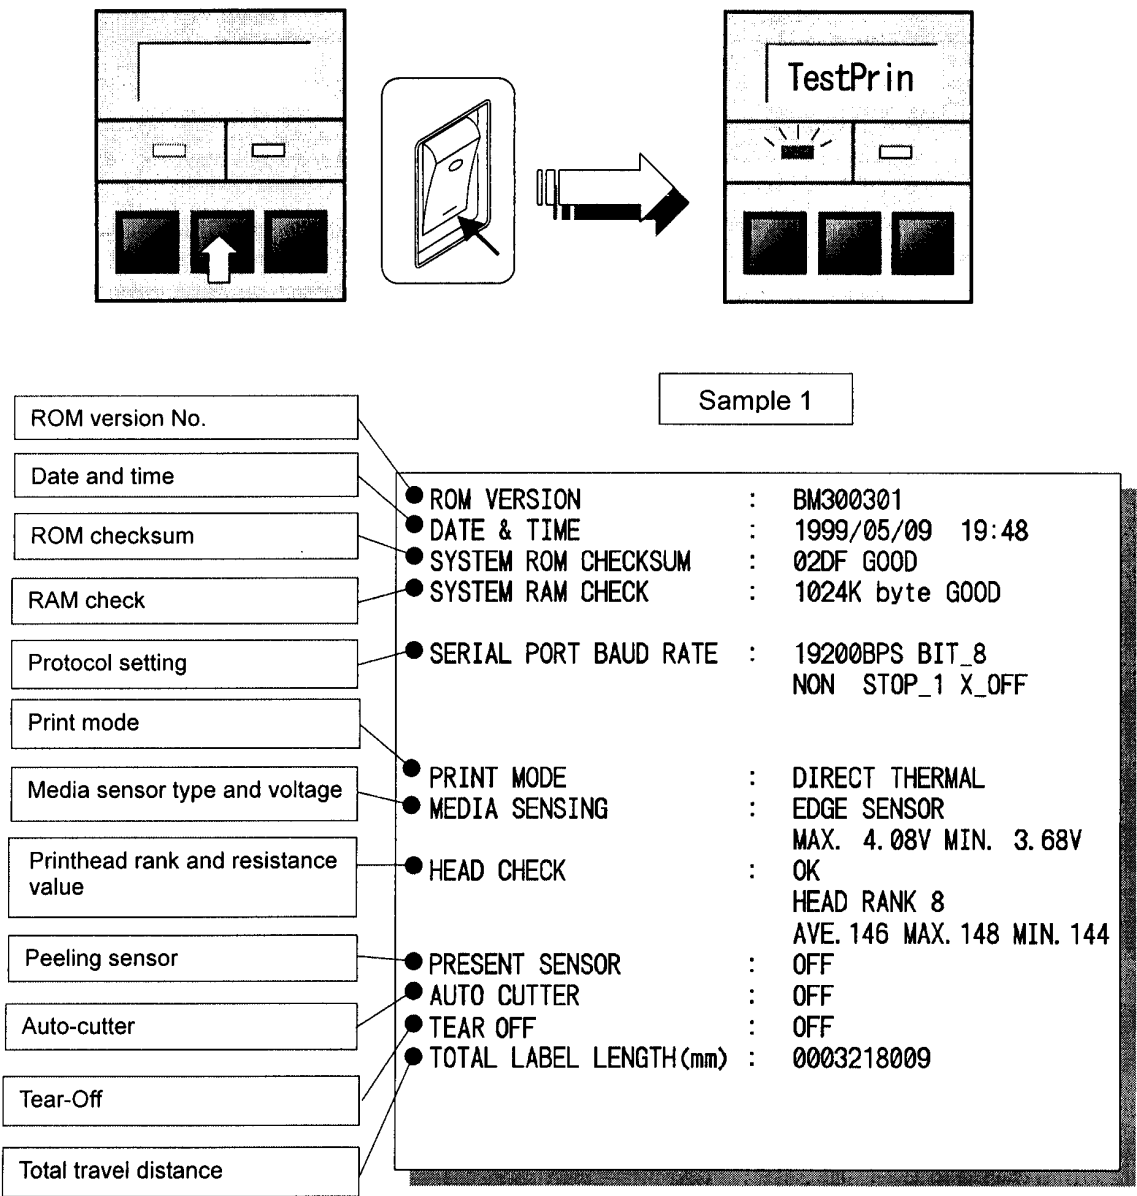 TestPrin
Sample 1
ROM version No.
Date and time
ROM checksum
RAM check
Protocol setting
Print mode
Media sensor type and voltage
Printhead rank and resistance
value
Peeling sensor
Auto-cutter
Tear-Off
Total travel distance
ROM VERSION : BM300301
DATE & TIME : 1999/05/09 19:48
SYSTEM ROM CHECKSUM : 02DF GOOD
SYSTEM RAM CHECK : 1024K byte GOOD
SERIAL PORT BAUD RATE : 19200BPS BIT_8
NON STOP_1 X_OFF
PRINT MODE : DIRECT THERMAL
MEDIA SENSING : EDGE SENSOR
MAX. 4.08V MIN. 3.68V
HEAD CHECK : OK
HEAD RANK 8
AVE.146 MAX.148 MIN.144
PRESENT SENSOR : OFF
AUTO CUTTER : OFF
TEAR OFF : OFF
TOTAL LABEL LENGTH(mm) : 0003218009